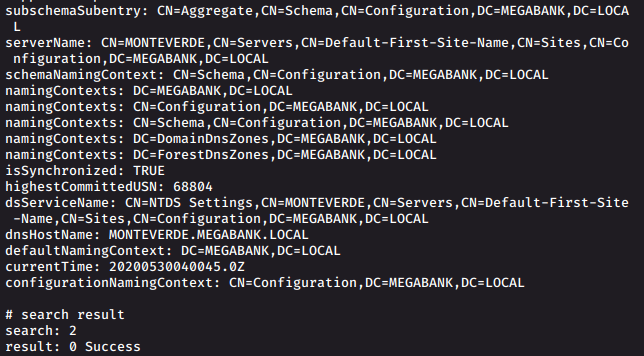 subschemaSubentry: CN=Aggregate,CN=Schema,CN=Configuration,DC=MEGABANK,DC=LOCA
L
serverName: CN=MONTEVERDE,CN=Servers,CN=Default-First-Site-Name,CN=Sites,CN=Co
nfiguration,DC=MEGABANK,DC=LOCAL
schemaNamingContext: CN=Schema,CN=Configuration,DC=MEGABANK,DC=LOCAL
namingContexts: DC=MEGABANK,DC=LOCAL
namingContexts: CN=Configuration,DC=MEGABANK,DC=LOCAL
namingContexts: CN=Schema,CN=Configuration,DC=MEGABANK,DC=LOCAL
namingContexts: DC=DomainDnsZones,DC=MEGABANK,DC=LOCAL
namingContexts: DC=ForestDnsZones,DC=MEGABANK,DC=LOCAL
isSynchronized: TRUE
highestCommittedUSN: 68804
dsServiceName: CN=NTDS Settings,CN=MONTEVERDE,CN=Servers,CN=Default-First-Site
-Name,CN=Sites,CN=Configuration,DC=MEGABANK,DC=LOCAL
dnsHostName: MONTEVERDE.MEGABANK.LOCAL
defaultNamingContext: DC=MEGABANK,DC=LOCAL
currentTime: 20200530040045.0Z
configurationNamingContext: CN=Configuration,DC=MEGABANK,DC=LOCAL

# search result
search: 2
result: 0 Success